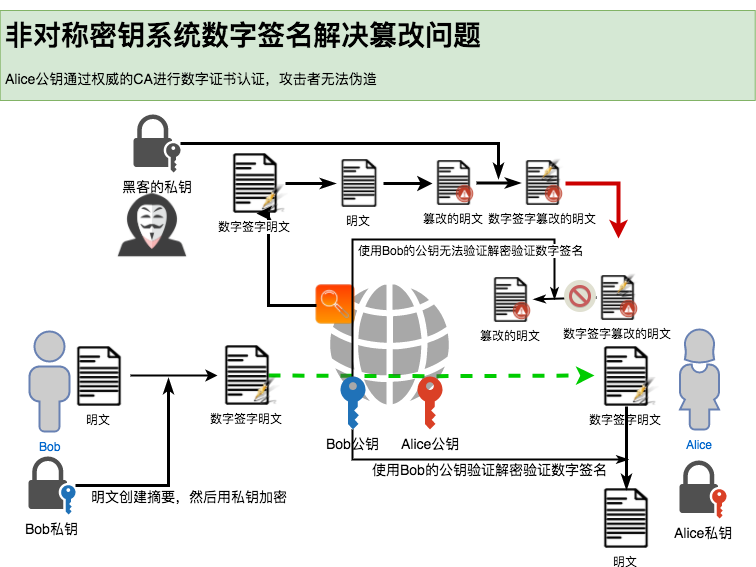 非对称密钥系统数字签名解决篡改问题
Alice公钥通过权威的CA进行数字证书认证，攻击者无法伪造
黑客的私钥
数字签字明文
明文
篡改的明文
数字签字篡改的明文
使用Bob的公钥无法验证解密验证数字签名
篡改的明文
数字签字篡改的明文
明文
数字签字明文
数字签字明文
Bob
Alice
Bob公钥
Alice公钥
使用Bob的公钥验证解密验证数字签名
明文创建摘要，然后用私钥加密
Bob私钥
Alice私钥
明文